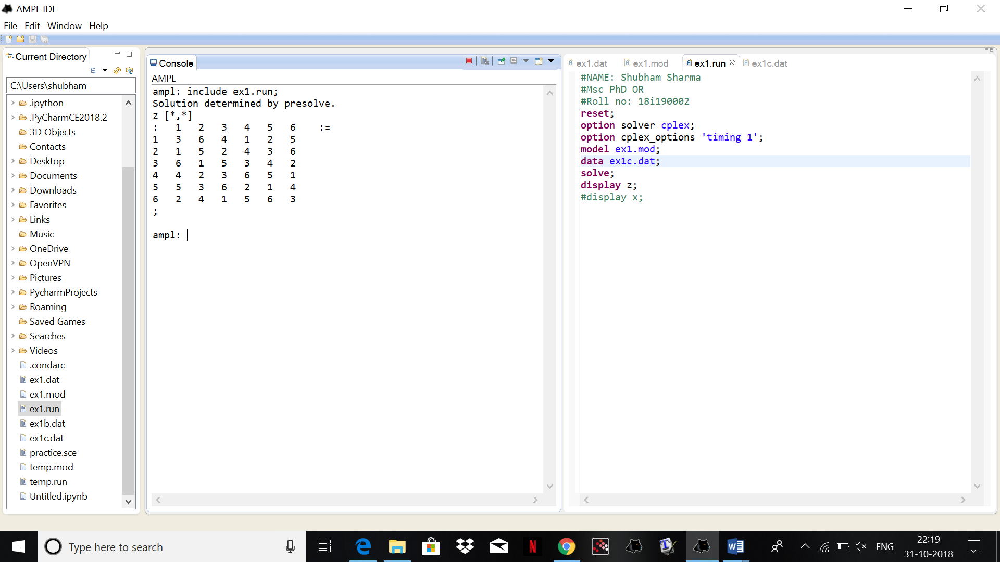 AMPL IDE
File Edit Window Help
Current Directory
C:\Users\shubham
.ipython
.PyCharmCE2018.2
3D Objects
Contacts
Desktop
Documents
Downloads
Favorites
Links
Music
OneDrive
OpenVPN
Pictures
PycharmProjects
Roaming
Saved Games
Searches
Videos
.condarc
ex1.dat
ex1.mod
ex1.run
ex1b.dat
ex1c.dat
practice.sce
temp.mod
temp.run
Untitled.ipynb
Console
AMPL
ampl: include ex1.run;
Solution determined by presolve.
z [*,*]
: 1 2 3 4 5 6 :=
1 3 6 4 1 2 5
2 1 5 2 4 3 6
3 6 1 5 3 4 2
4 4 2 3 6 5 1
5 5 3 6 2 1 4
6 2 4 1 5 6 3
;
ampl:
ex1.dat ex1.mod ex1.run ex1c.dat
#NAME: Shubham Sharma
#Msc PhD OR
#Roll no: 18i190002
reset;
option solver cplex;
option cplex_options 'timing 1';
model ex1.mod;
data ex1c.dat;
solve;
display z;
#display x;
Type here to search
ENG
22:19
31-10-2018